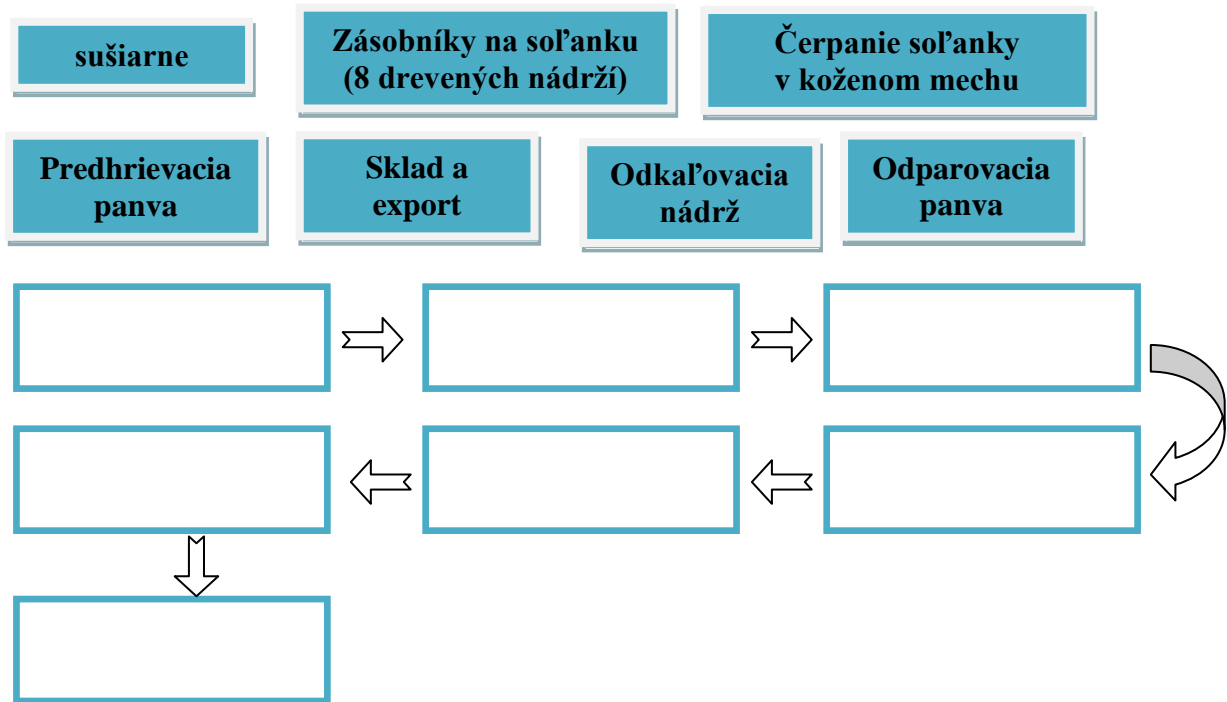 sušiarne
Zásobníky na soľanku
(8 drevených nádrží)
Čerpanie soľanky
v koženom mechu
Predhrievacia
panva
Sklad a
export
Odkaľovacia
nádrž
Odparovacia
panva